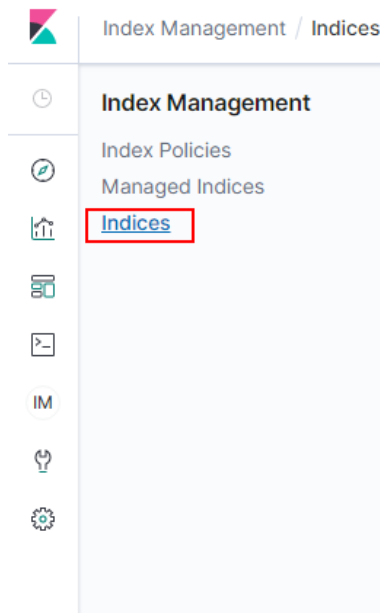 Index Management / Indices
Index Management
Index Policies
Managed Indices
Indices
IM